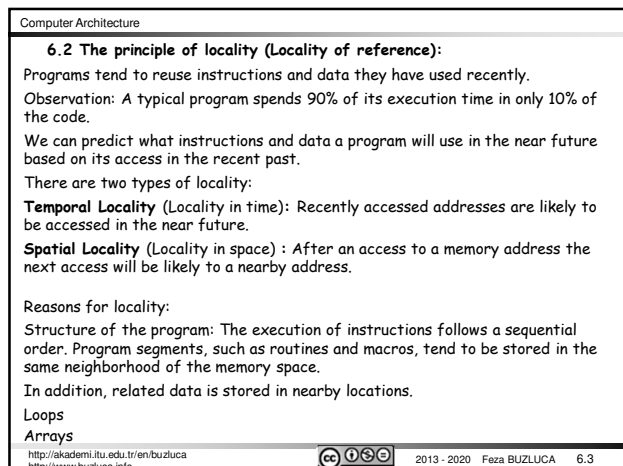 Computer Architecture
6.2 The principle of locality (Locality of reference):
Programs tend to reuse instructions and data they have used recently.
Observation: A typical program spends 90% of its execution time in only 10% of
the code.
We can predict what instructions and data a program will use in the near future
based on its access in the recent past.
There are two types of locality:
Temporal Locality (Locality in time): Recently accessed addresses are likely to
be accessed in the near future.
Spatial Locality (Locality in space) : After an access to a memory address the
next access will be likely to a nearby address.
Reasons for locality:
Structure of the program: The execution of instructions follows a sequential
order. Program segments, such as routines and macros, tend to be stored in the
same neighborhood of the memory space.
In addition, related data is stored in nearby locations.
Loops
Arrays
http://akademi.itu.edu.tr/en/buzluca
http://www.buzluca.info
cc 2013 - 2020 Feza BUZLUCA 6.3